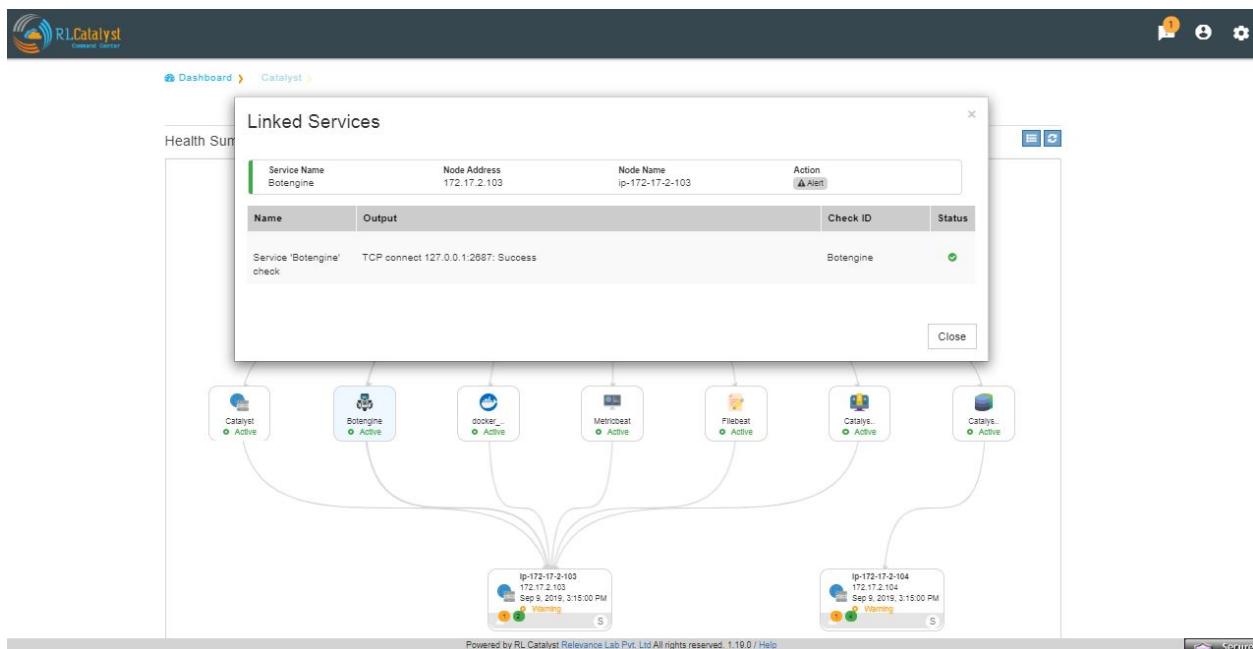 RLCatalyst
Command Center
1
Dashboard ❯ Catalyst
Linked Services
×
Health Sum
Service Name Node Address Node Name Action
Botengine 172.17.2.103 ip-172-17-2-103 Alert
Name Output Check ID Status
Service 'Botengine' check TCP connect 127.0.0.1:2687: Success Botengine
Close
Catalyst Botengine docker_... Metricbeat Filebeat Catalys.. Catalys..
Active Active Active Active Active Active Active
ip-172-17-2-103
172.17.2.103
Sep 9, 2019, 3:15:00 PM
Warning
1 2 S
ip-172-17-2-104
172.17.2.104
Sep 9, 2019, 3:15:00 PM
Warning
1 4 S
Powered by RL Catalyst Relevance Lab Pvt. Ltd All rights reserved. 1.19.0 / Help